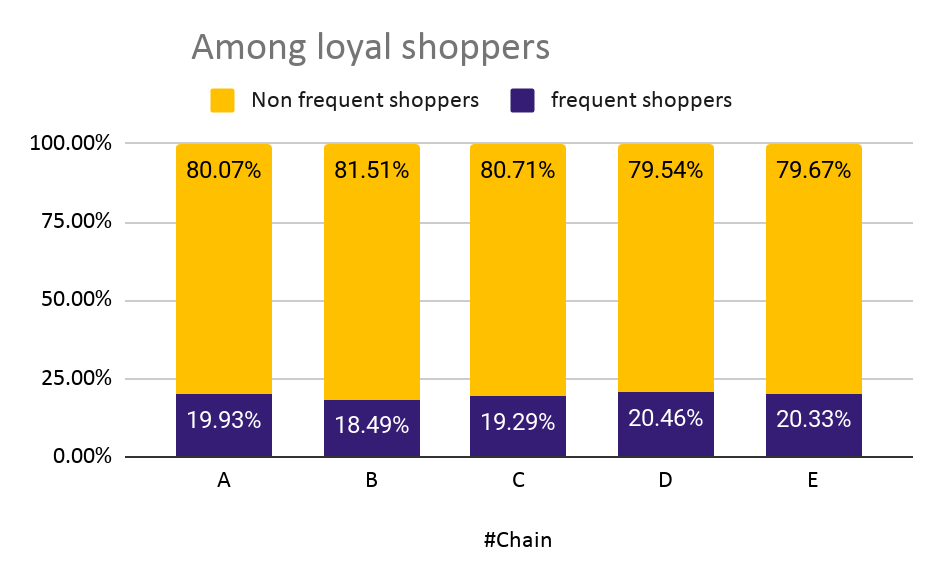 Among loyal shoppers
Non frequent shoppers frequent shoppers
100.00%
80.07% 81.51% 80.71% 79.54% 79.67%
75.00%
50.00%
25.00%
19.93% 18.49% 19.29% 20.46% 20.33%
0.00%
A B C D E
#Chain